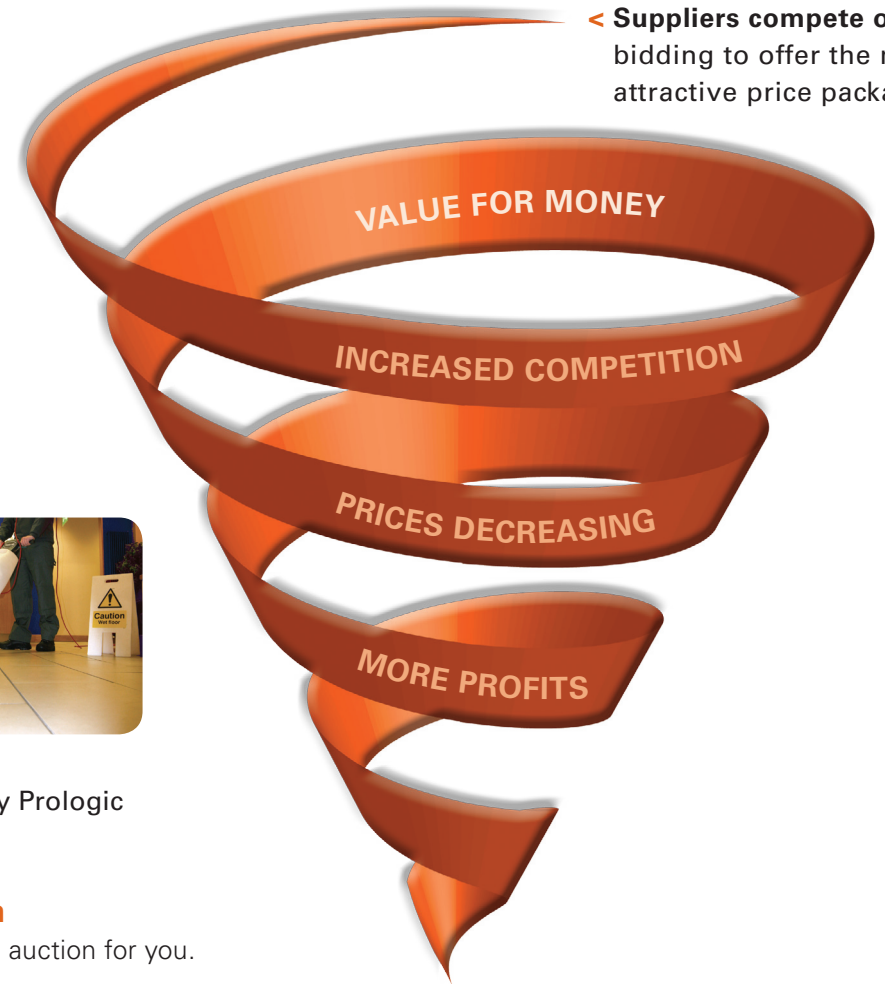 < Suppliers compete o
bidding to offer the
attractive price packa
VALUE FOR MONEY
INCREASED COMPETITION
PRICES DECREASING
MORE PROFITS
Caution
Wet floor
y Prologic
auction for you.